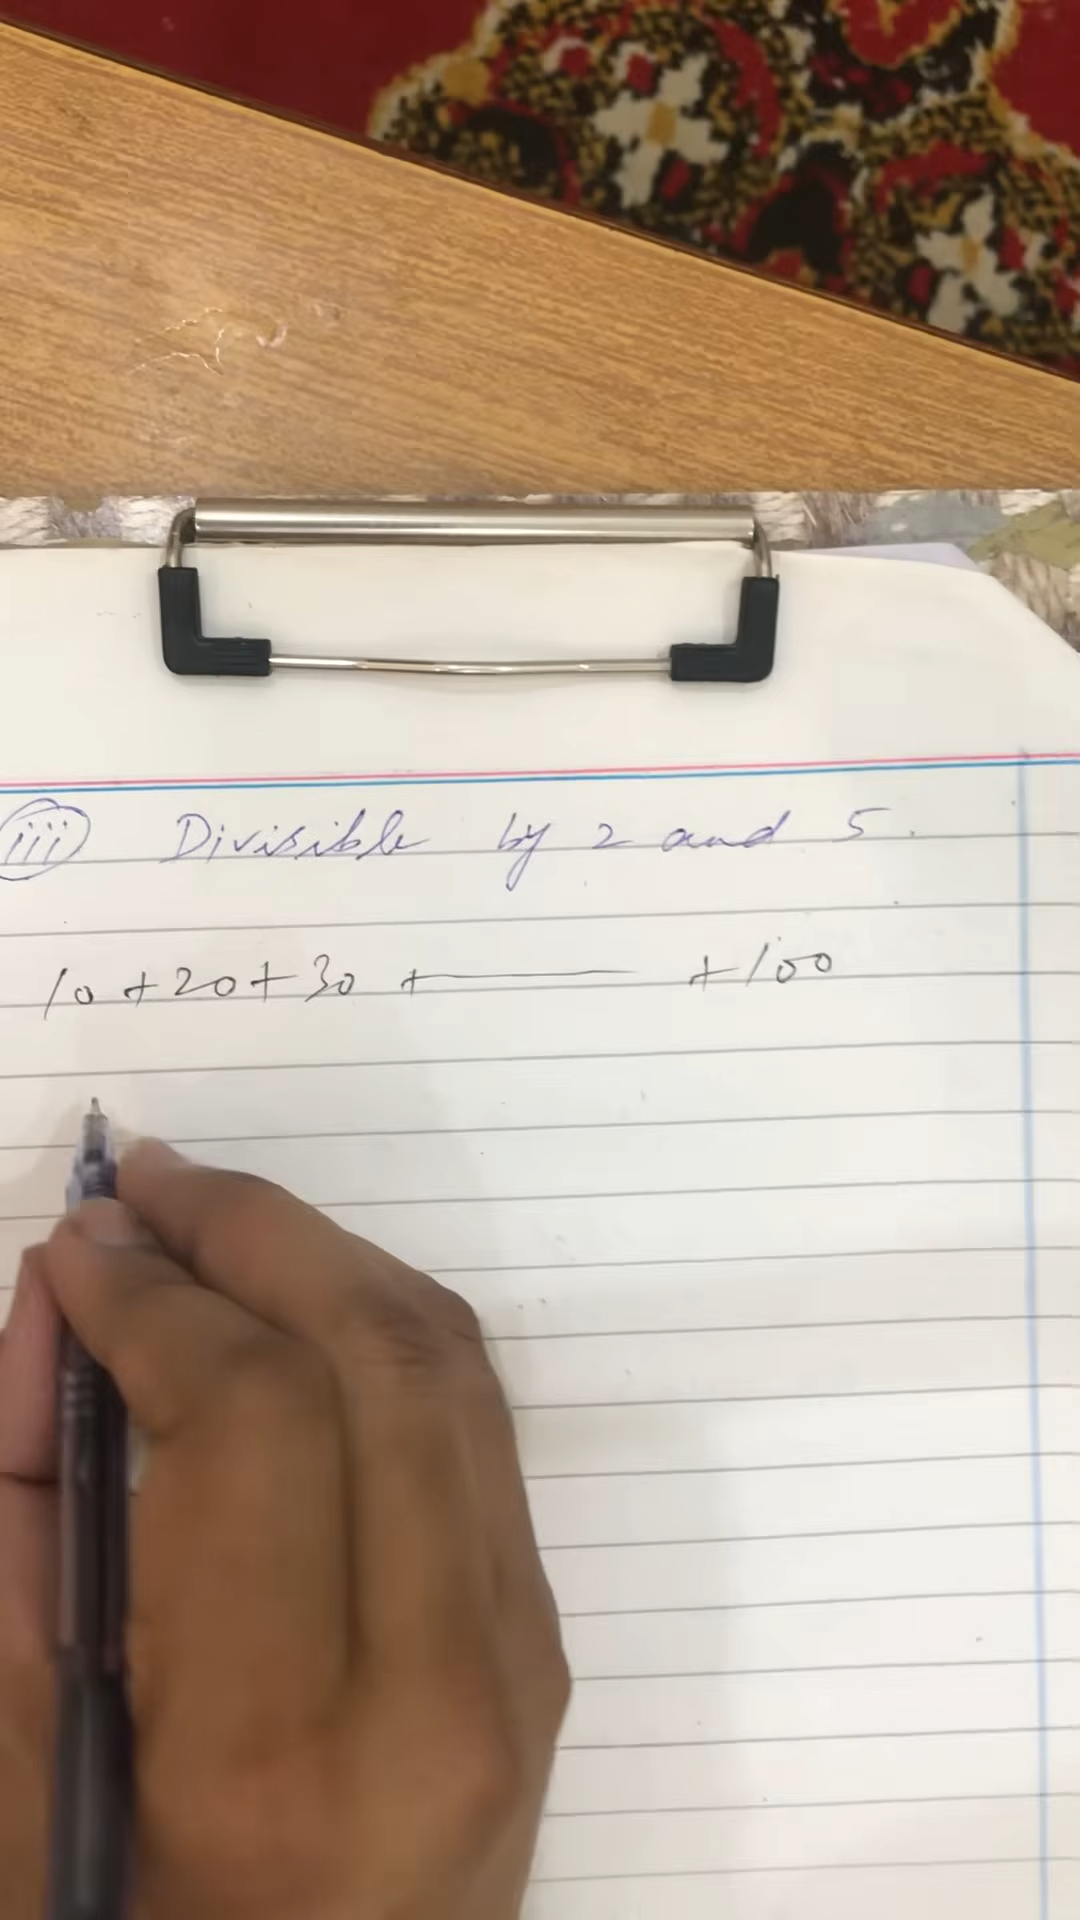 iii Divisible by 2 and 5.
10 + 20 + 30 + ——— + 100